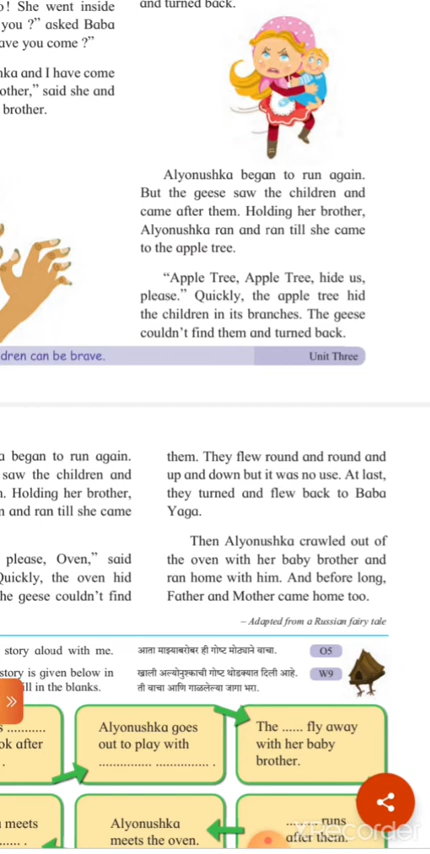 o! She went inside
you ?” asked Baba
ave you come ?”
nka and I have come
other,” said she and
brother.
and turned back.
Alyonushka began to run again.
But the geese saw the children and
came after them. Holding her brother,
Alyonushka ran and ran till she came
to the apple tree.
“Apple Tree, Apple Tree, hide us,
please.” Quickly, the apple tree hid
the children in its branches. The geese
couldn’t find them and turned back.
dren can be brave.
Unit Three
a began to run again.
saw the children and
. Holding her brother,
n and ran till she came
please, Oven,” said
Quickly, the oven hid
he geese couldn’t find
them. They flew round and round and
up and down but it was no use. At last,
they turned and flew back to Baba
Yaga.
Then Alyonushka crawled out of
the oven with her baby brother and
ran home with him. And before long,
Father and Mother came home too.
– Adapted from a Russian fairy tale
story aloud with me.
आता माझ्याबरोबर ही गोष्ट मोठ्याने वाचा.
O5
story is given below in
ill in the blanks.
खाली अल्योनुश्काची गोष्ट थोडक्यात दिली आहे.
ती वाचा आणि गाळलेल्या जागा भरा.
W9
s ............
ok after
.
Alyonushka goes
out to play with
................ ................ .
The ...... fly away
with her baby
brother.
meets
...... .
Alyonushka
meets the oven.
........ runs
after them.
XRecorder